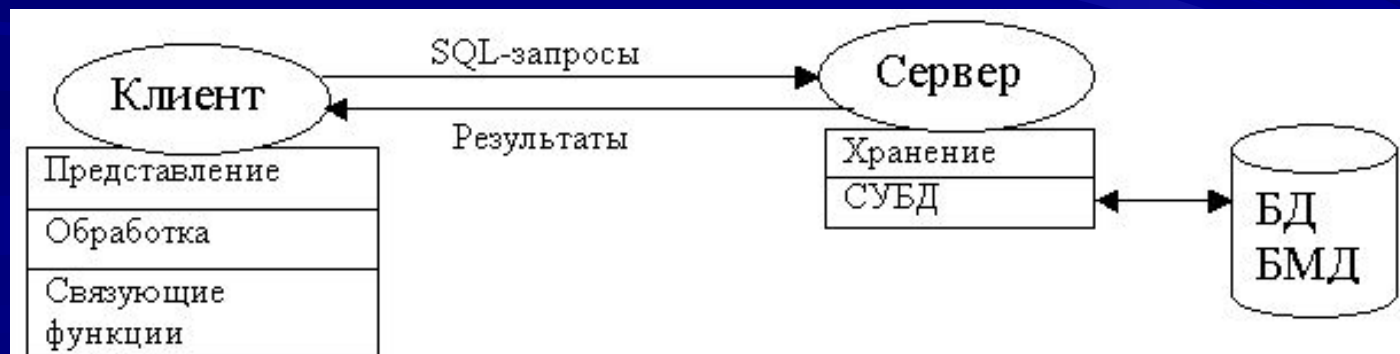 SQL-запросы
Клиент
Сервер
Результаты
Представление
Обработка
Связующие
функции
Хранение
СУБД
БД
БМД